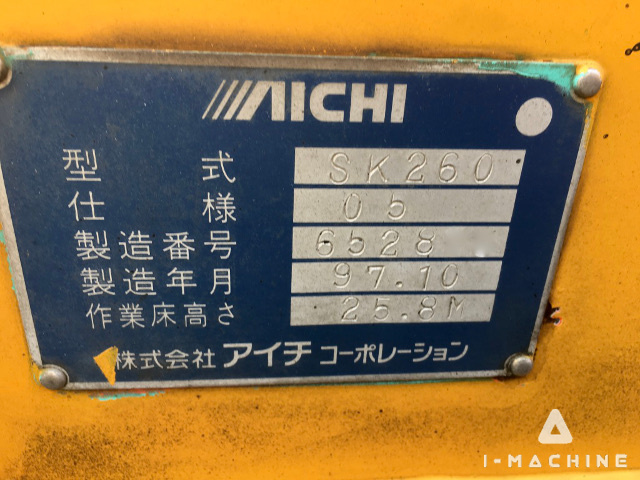 AICHI
型式 SK260
仕様 05
製造番号 6528
製造年月 97.10
作業床高さ 25.8M
株式会社 アイチ コーポレーション
I-MACHINE